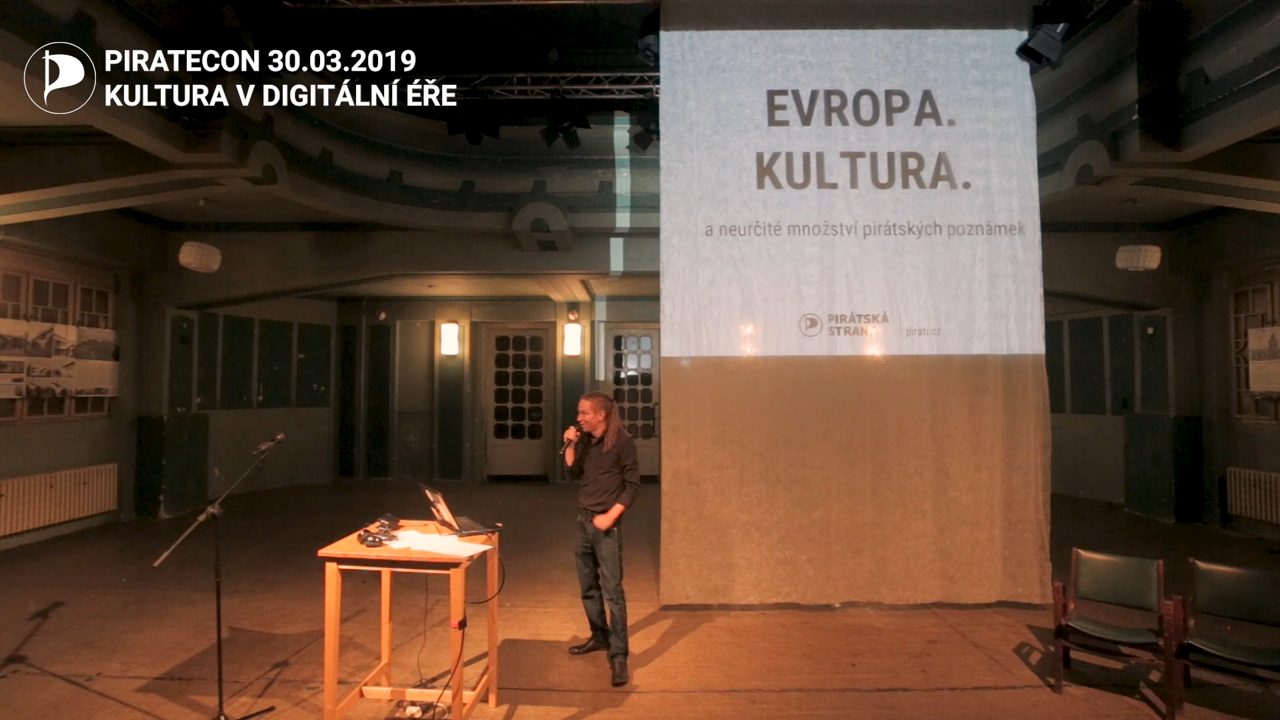 PIRATECON 30.03.2019
KULTURA V DIGITÁLNÍ ÉŘE
EVROPA.
KULTURA.
a neurčité množství pirátských poznámek
PIRÁTSKÁ
STRANA
pirati.cz